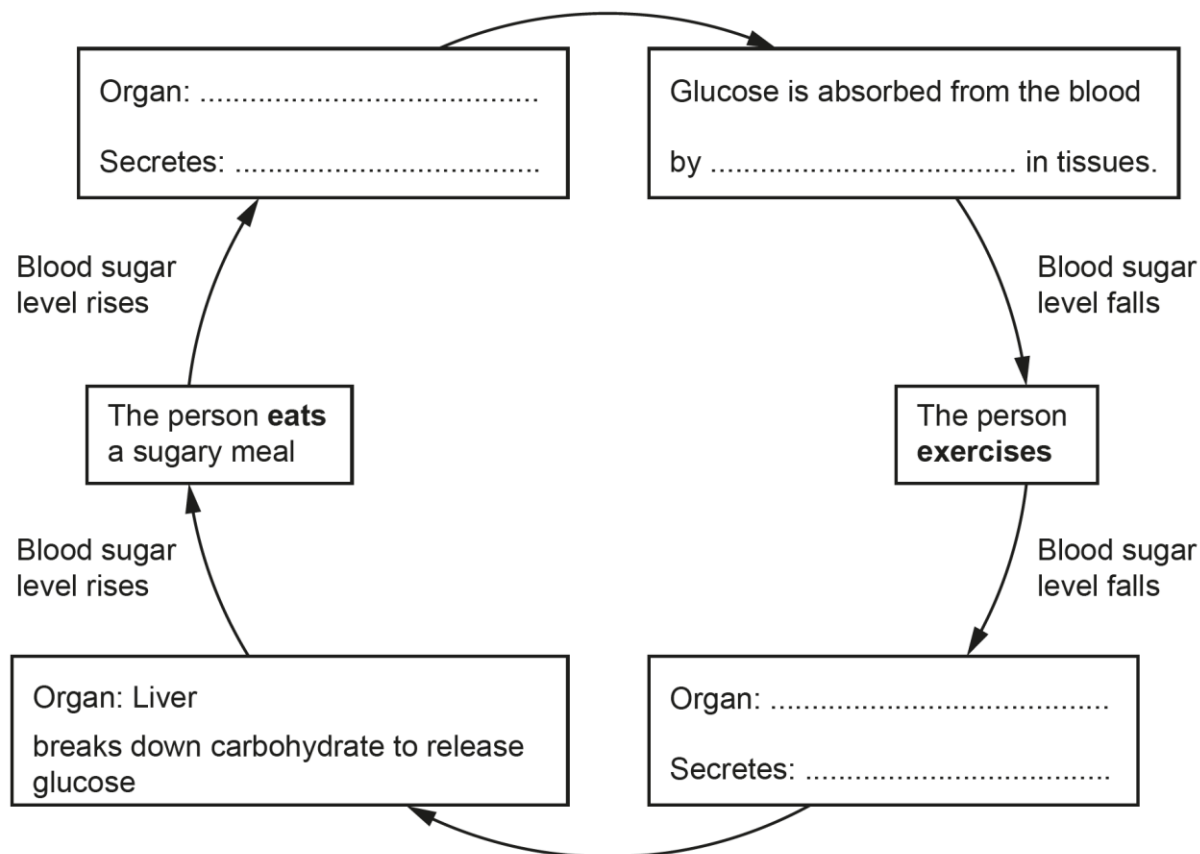 Organ: .........................................
Secretes: .....................................
Glucose is absorbed from the blood
by ..................................... in tissues.
Blood sugar
level rises
Blood sugar
level falls
The person eats
a sugary meal
The person
exercises
Blood sugar
level rises
Blood sugar
level falls
Organ: Liver
breaks down carbohydrate to release
glucose
Organ: .........................................
Secretes: .....................................